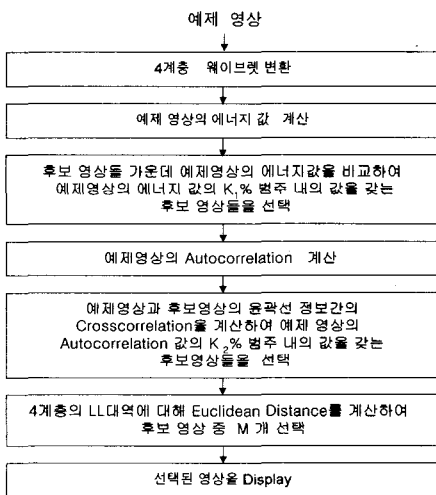 예제 영상
4계층 웨이브렛 변환
예제 영상의 에너지 값 계산
후보 영상들 가운데 예제영상의 에너지값을 비교하여
예제영상의 에너지 값의 K₁% 범주 내의 값을 갖는
후보 영상들을 선택
예제영상의 Autocorrelation 계산
예제영상과 후보영상의 윤곽선 정보간의
Crosscorrelation을 계산하여 예제 영상의
Autocorrelation 값의 K₂% 범주 내의 값을 갖는
후보영상들을 선택
4계층의 LL대역에 대해 Euclidean Distance를 계산하여
후보 영상 중 M 개 선택
선택된 영상을 Display